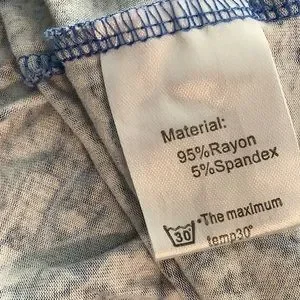 Material:
95%Rayon
5%Spandex
30 •The maximum
temp30°